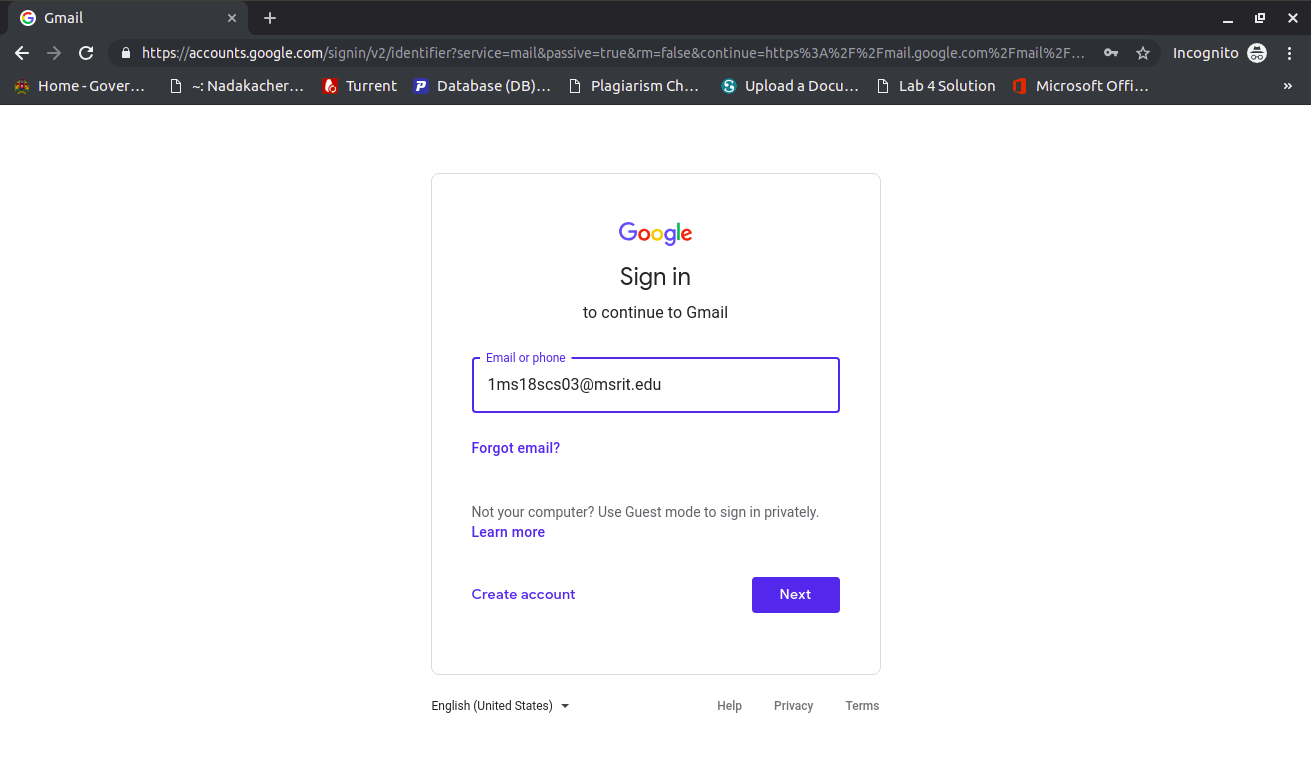 Gmail
https://accounts.google.com/signin/v2/identifier?service=mail&passive=true&rm=false&continue=https%3A%2F%2Fmail.google.com%2Fmail%2F…
Incognito
Home - Gover… ~: Nadakacher… Turrent Database (DB)… Plagiarism Ch… Upload a Docu… Lab 4 Solution Microsoft Offi… »
Google
Sign in
to continue to Gmail
Email or phone
1ms18scs03@msrit.edu
Forgot email?
Not your computer? Use Guest mode to sign in privately.
Learn more
Create account Next
English (United States) Help Privacy Terms